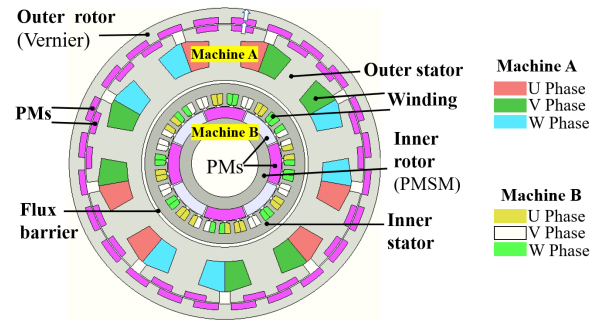 Outer rotor
(Vernier)
Machine A
Outer stator
Winding
PMs
Machine B
PMs
Inner
rotor
(PMSM)
Flux
barrier
Inner
stator
Machine A
U Phase
V Phase
W Phase
Machine B
U Phase
V Phase
W Phase